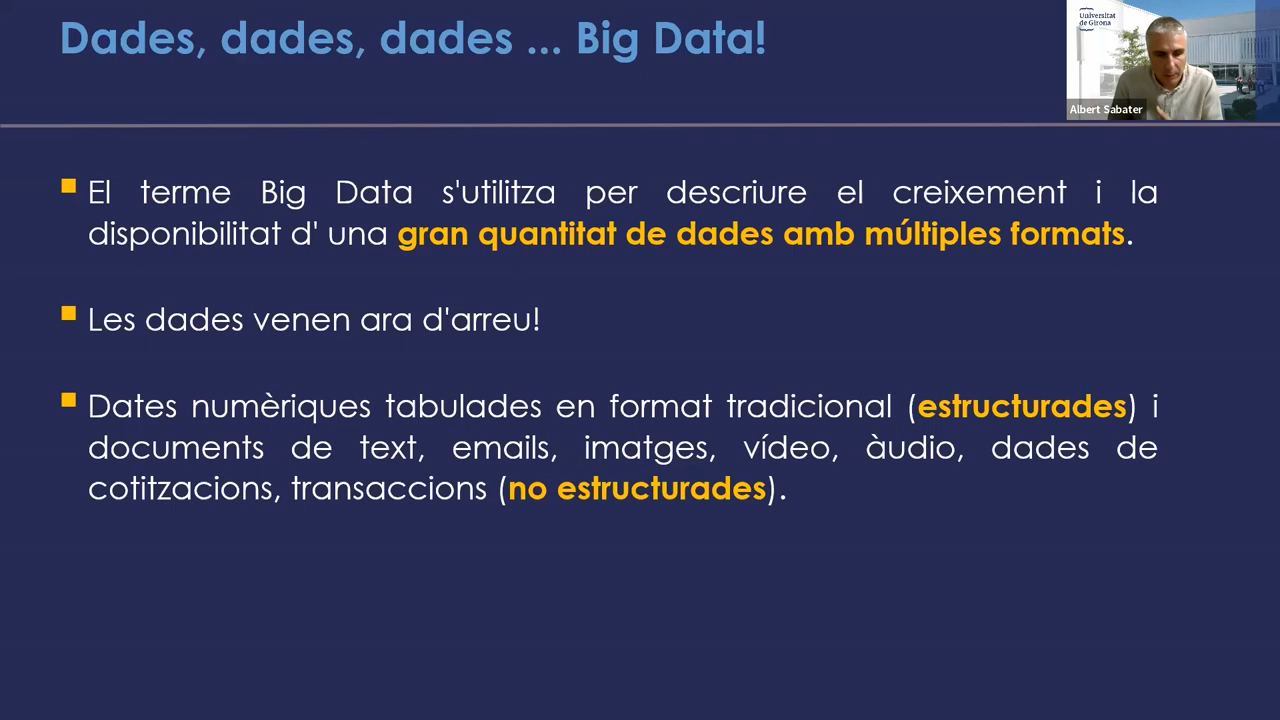 Dades, dades, dades ... Big Data!
Universitat
de Girona
Albert Sabater
El terme Big Data s'utilitza per descriure el creixement i la
disponibilitat d' una gran quantitat de dades amb múltiples formats.
Les dades venen ara d'arreu!
Dates numèriques tabulades en format tradicional (estructurades) i
documents de text, emails, imatges, vídeo, àudio, dades de
cotitzacions, transaccions (no estructurades).